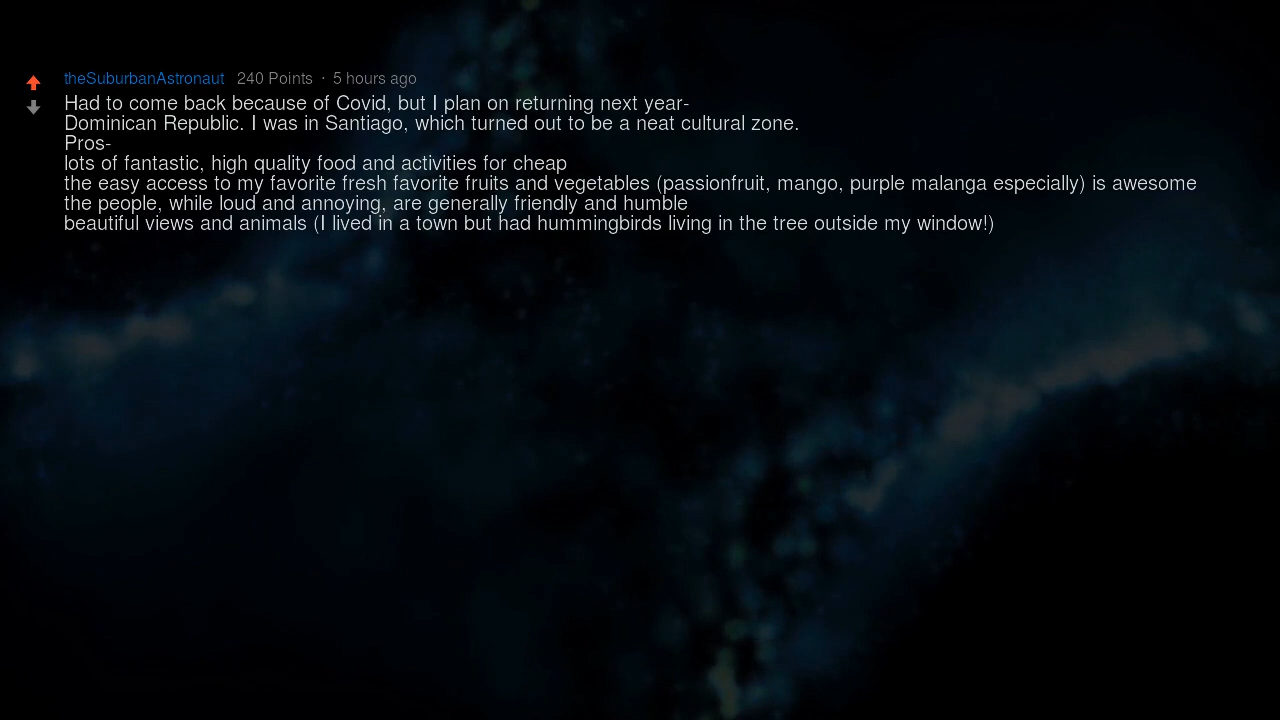 theSuburbanAstronaut 240 Points · 5 hours ago
Had to come back because of Covid, but I plan on returning next year-
Dominican Republic. I was in Santiago, which turned out to be a neat cultural zone.
Pros-
lots of fantastic, high quality food and activities for cheap
the easy access to my favorite fresh favorite fruits and vegetables (passionfruit, mango, purple malanga especially) is awesome
the people, while loud and annoying, are generally friendly and humble
beautiful views and animals (I lived in a town but had hummingbirds living in the tree outside my window!)